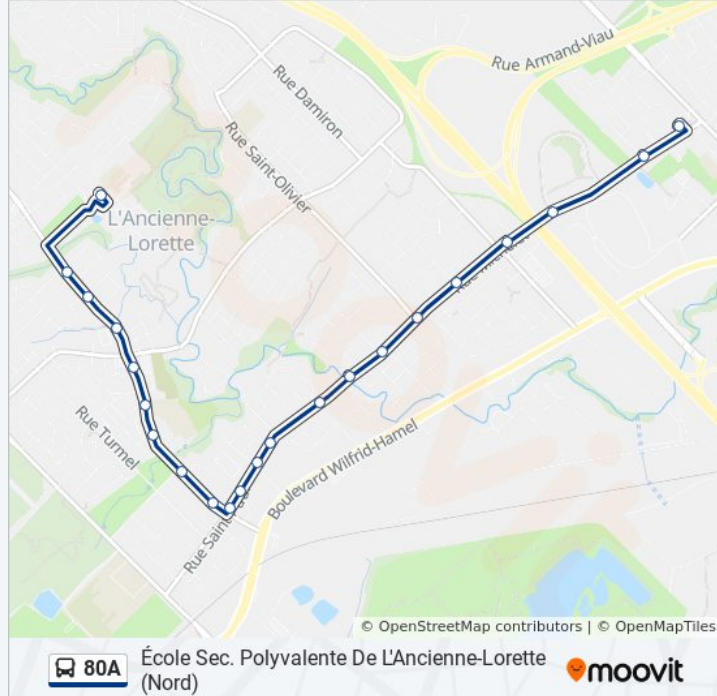 Rue Armand-Viau
Rue Damiron
Rue Saint-Olivier
L'Ancienne-
Lorette
Rue Turmel
Boulevard Wilfrid-Hamel
© OpenStreetMap contributors | © OpenMapTiles
80A
École Sec. Polyvalente De L'Ancienne-Lorette
(Nord)
moovit